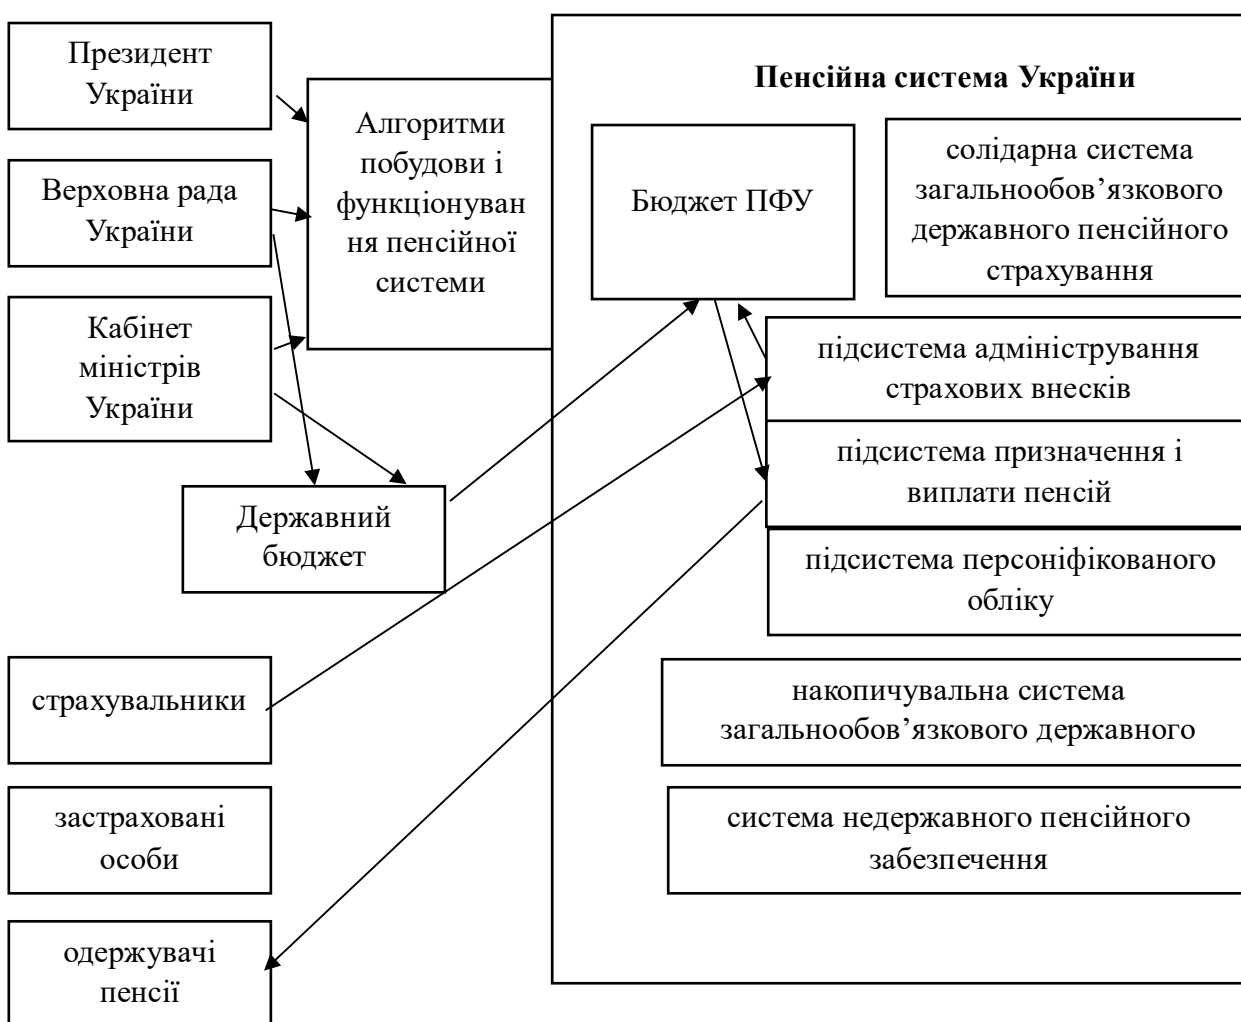 Президент
України
Верховна рада
України
Кабінет
міністрів
України
Алгоритми
побудови і
функціонуван
ня пенсійної
системи
Державний
бюджет
страхувальники
застраховані
особи
одержувачі
пенсії
Пенсійна система України
Бюджет ПФУ
солідарна система
загальнообов’язкового
державного пенсійного
страхування
підсистема адміністрування
страхових внесків
підсистема призначення і
виплати пенсій
підсистема персоніфікованого
обліку
накопичувальна система
загальнообов’язкового державного
система недержавного пенсійного
забезпечення